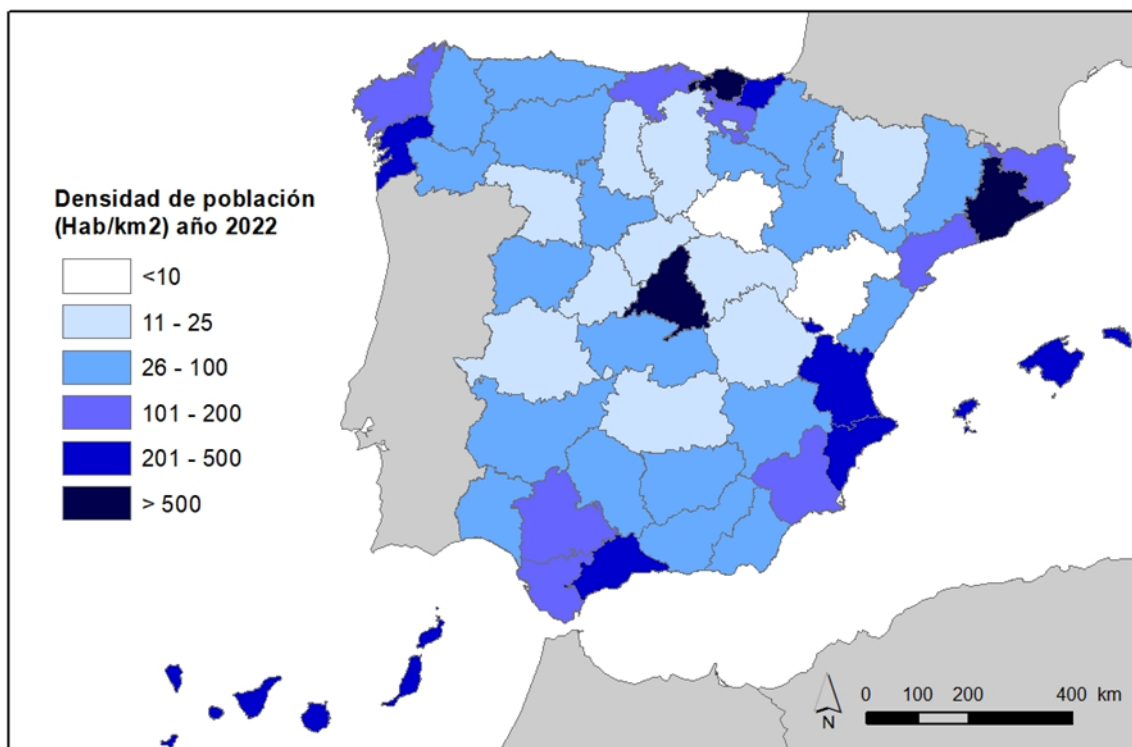 Densidad de población
(Hab/km2) año 2022
<10
11 - 25
26 - 100
101 - 200
201 - 500
> 500
N
0 100 200 400 km